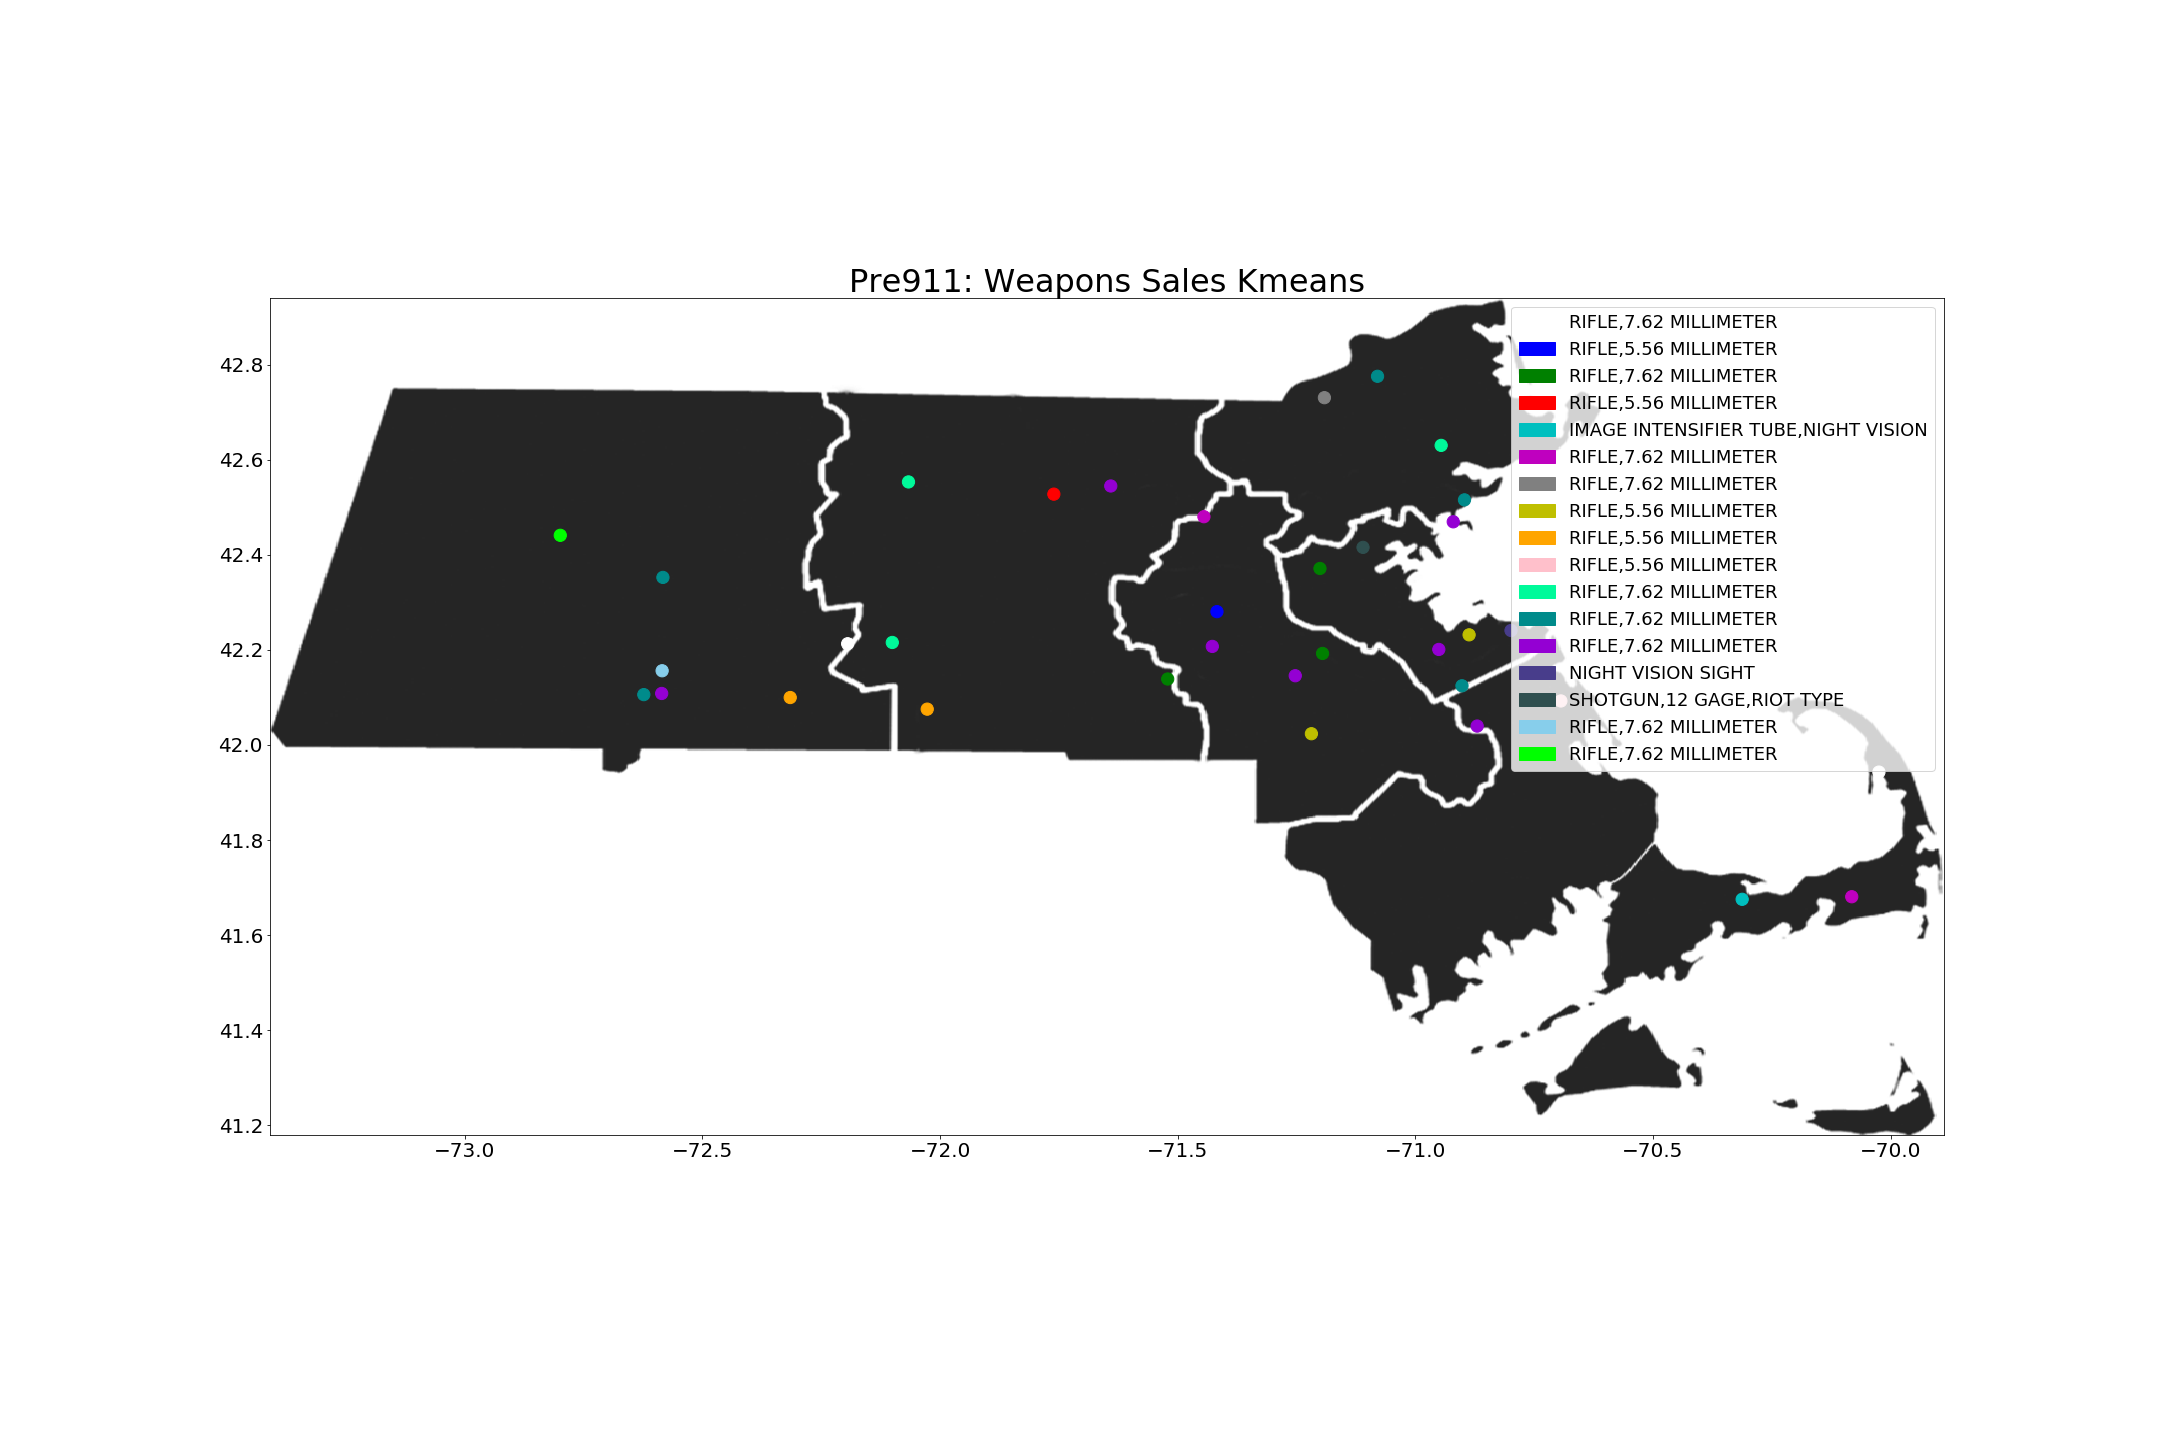 Pre911: Weapons Sales Kmeans
RIFLE,7.62 MILLIMETER
RIFLE,5.56 MILLIMETER
RIFLE,7.62 MILLIMETER
RIFLE,5.56 MILLIMETER
IMAGE INTENSIFIER TUBE,NIGHT VISION
RIFLE,7.62 MILLIMETER
RIFLE,7.62 MILLIMETER
RIFLE,5.56 MILLIMETER
RIFLE,5.56 MILLIMETER
RIFLE,5.56 MILLIMETER
RIFLE,7.62 MILLIMETER
RIFLE,7.62 MILLIMETER
RIFLE,7.62 MILLIMETER
NIGHT VISION SIGHT
SHOTGUN,12 GAGE,RIOT TYPE
RIFLE,7.62 MILLIMETER
RIFLE,7.62 MILLIMETER
42.8
42.6
42.4
42.2
42.0
41.8
41.6
41.4
41.2
−73.0 −72.5 −72.0 −71.5 −71.0 −70.5 −70.0